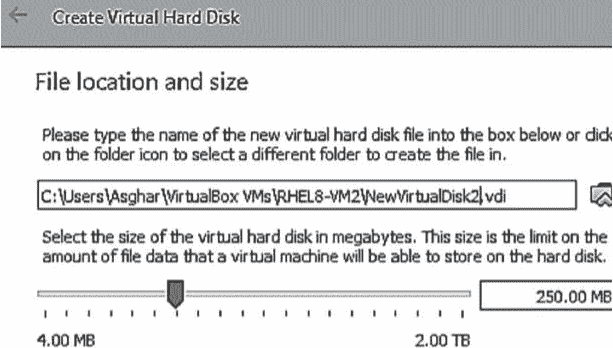 Create Virtual Hard Disk
File location and size
Please type the name of the new virtual hard disk file into the box below or click
on the folder icon to select a different folder to create the file in.
C:\Users\Asghar\VirtualBox VMs\RHEL8-VM2\NewVirtualDisk2.vdi
Select the size of the virtual hard disk in megabytes. This size is the limit on the
amount of file data that a virtual machine will be able to store on the hard disk.
250.00 MB
4.00 MB 2.00 TB